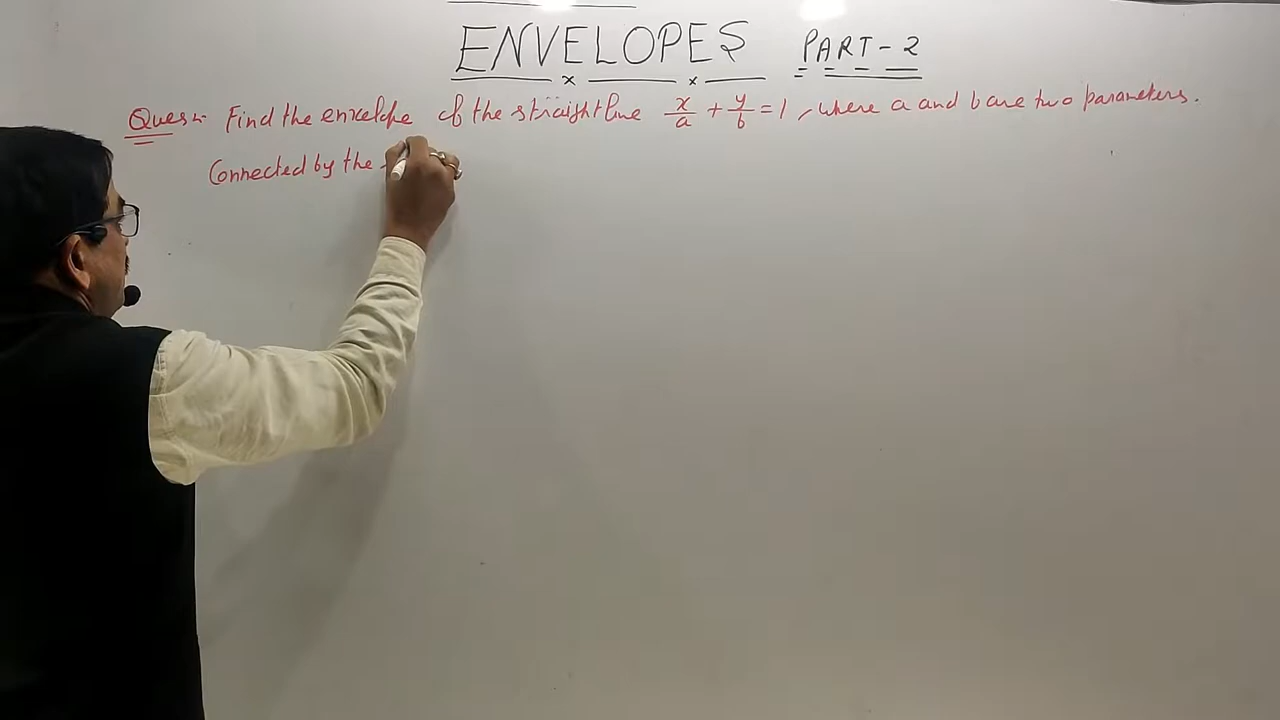 ENVELOPES PART-2
Ques:- Find the envelope of the straight line x/a + y/b = 1, where a and b are two parameters.
Connected by the